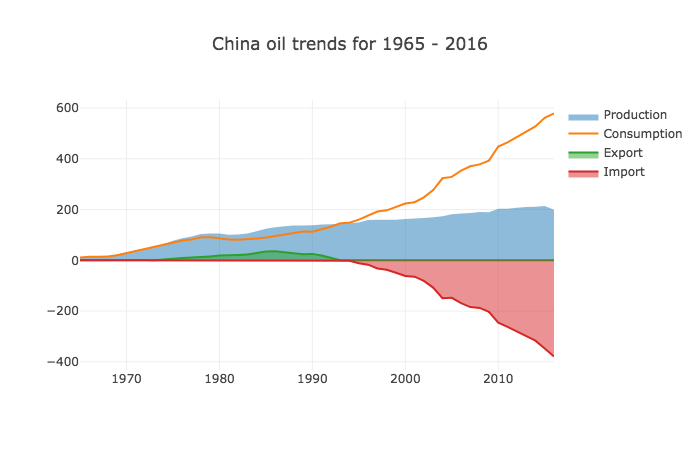 China oil trends for 1965 - 2016
600
400
200
0
−200
−400
1970
1980
1990
2000
2010
Production
Consumption
Export
Import